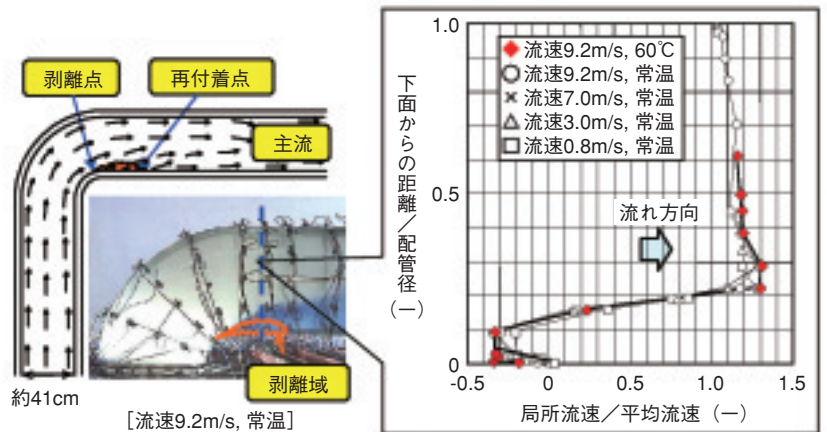 剥離点
再付着点
主流
剥離域
約41cm
[流速9.2m/s, 常温]
1.0
0.5
0
下面からの距離／配管径
（ー）
流速9.2m/s, 60℃
流速9.2m/s, 常温
流速7.0m/s, 常温
流速3.0m/s, 常温
流速0.8m/s, 常温
流れ方向
-0.5
0
0.5
1.0
1.5
局所流速／平均流速（ー）